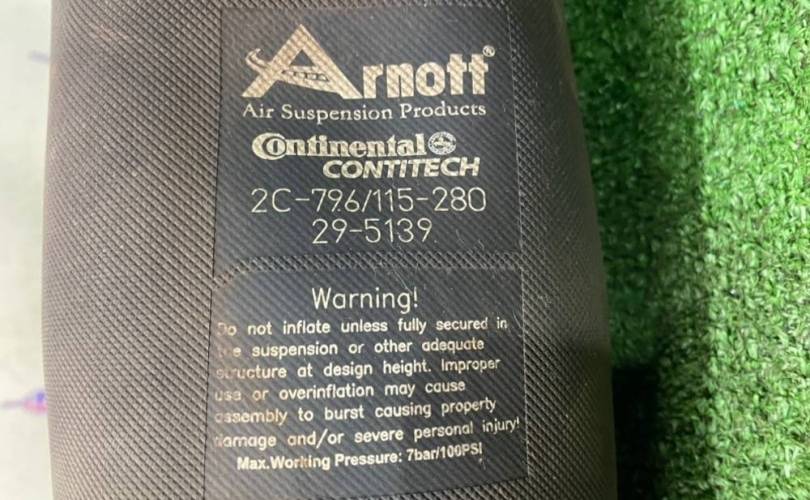 Arnott®
Air Suspension Products
Continental
CONTITECH
2C-796/115-280
29-5139
Warning!
Do not inflate unless fully secured in
the suspension or other adequate
structure at design height. Improper
use or overinflation may cause
assembly to burst causing property
damage and/or severe personal injury!
Max.Working Pressure: 7bar/100PSI